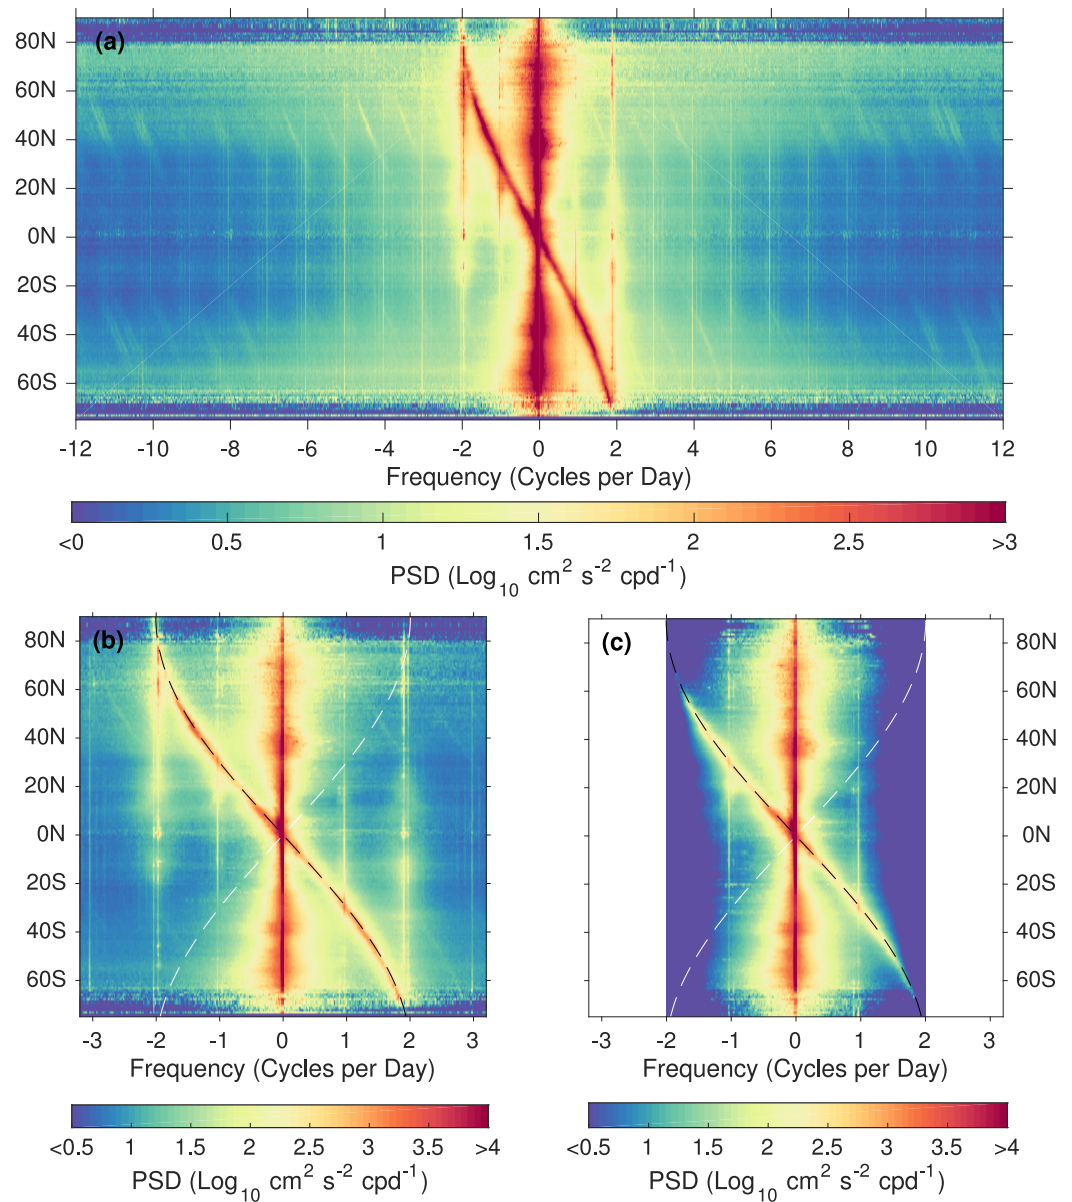 (a)
80N
60N
40N
20N
0N
20S
40S
60S
-12 -10 -8 -6 -4 -2 0 2 4 6 8 10 12
Frequency (Cycles per Day)
<0 0.5 1 1.5 2 2.5 >3
PSD (Log10 cm2 s-2 cpd-1)
(b)
80N
60N
40N
20N
0N
20S
40S
60S
-3 -2 -1 0 1 2 3
Frequency (Cycles per Day)
<0.5 1 1.5 2 2.5 3 3.5 >4
PSD (Log10 cm2 s-2 cpd-1)
(c)
80N
60N
40N
20N
0N
20S
40S
60S
-3 -2 -1 0 1 2 3
Frequency (Cycles per Day)
<0.5 1 1.5 2 2.5 3 3.5 >4
PSD (Log10 cm2 s-2 cpd-1)